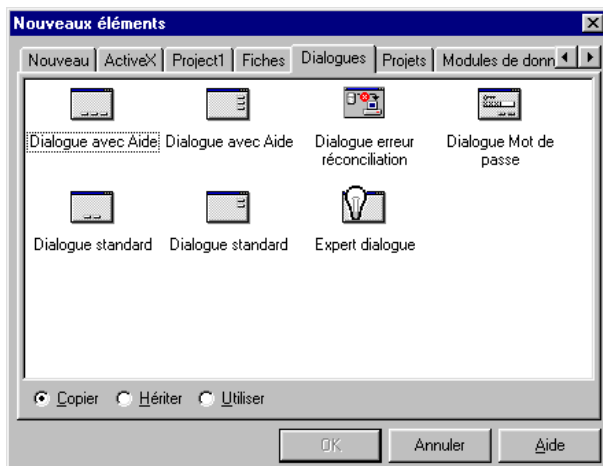 Nouveaux éléments
Nouveau ActiveX Project1 Fiches Dialogues Projets Modules de donn
Dialogue avec Aide Dialogue avec Aide Dialogue erreur réconciliation Dialogue Mot de passe
Dialogue standard Dialogue standard Expert dialogue
Copier Hériter Utiliser
OK Annuler Aide